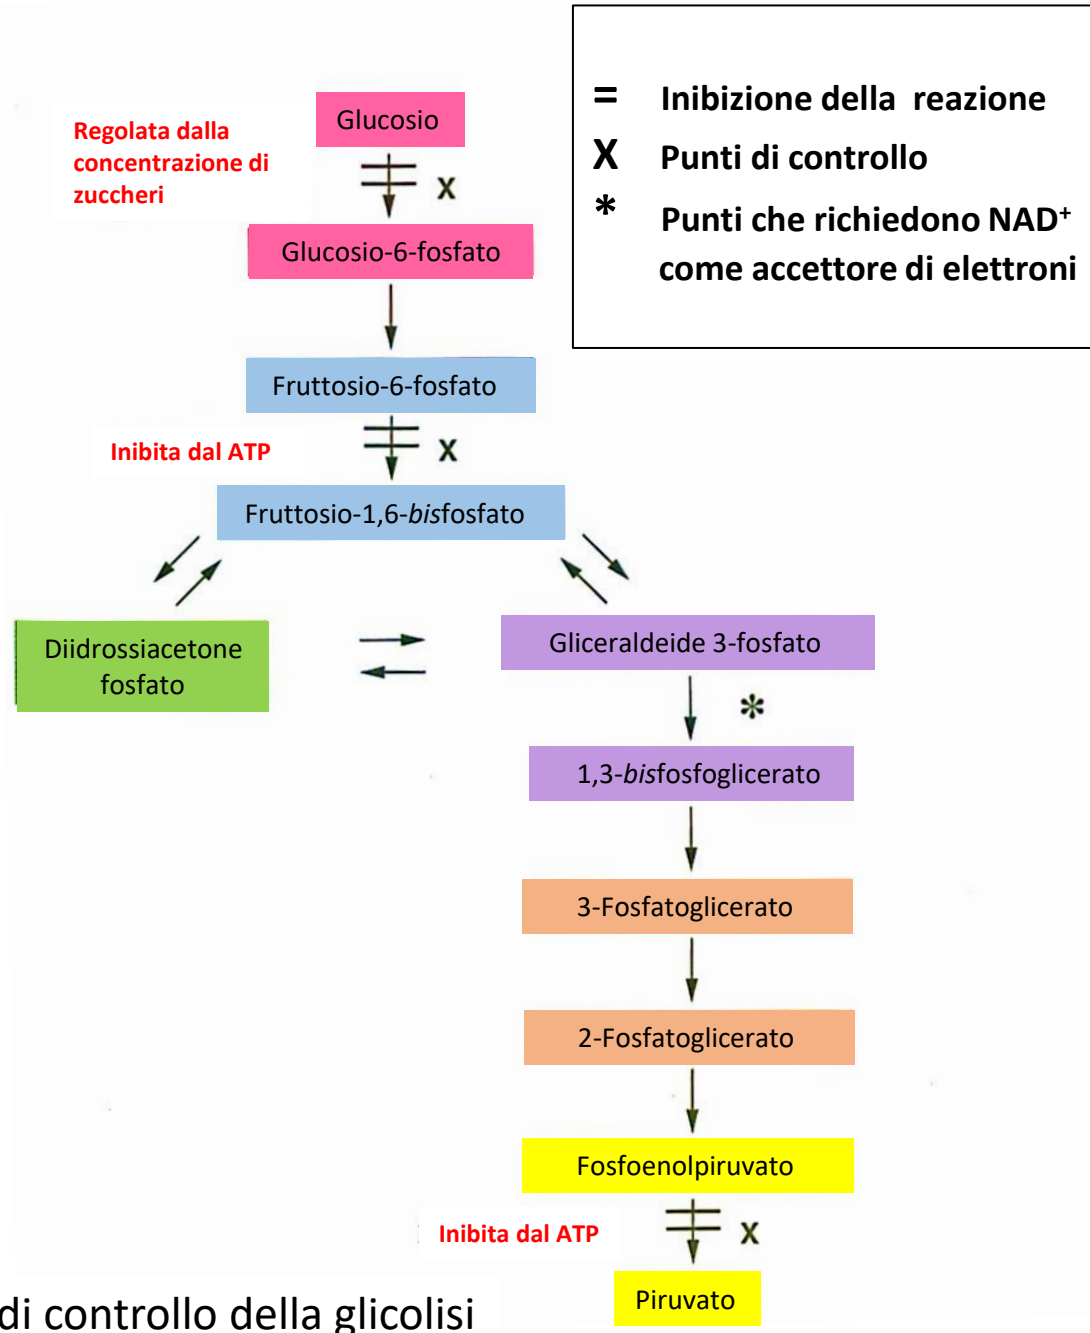 = Inibizione della reazione
X Punti di controllo
* Punti che richiedono NAD⁺
come accettore di elettroni
Regolata dalla
concentrazione di
zuccheri
Glucosio
X
Glucosio-6-fosfato
Fruttosio-6-fosfato
Inibita dal ATP
X
Fruttosio-1,6-bisfosfato
Diidrossiacetone
fosfato
Gliceraldeide 3-fosfato
*
1,3-bisfosfoglicerato
3-Fosfatoglicerato
2-Fosfatoglicerato
Fosfoenolpiruvato
Inibita dal ATP
X
Piruvato
di controllo della glicolisi